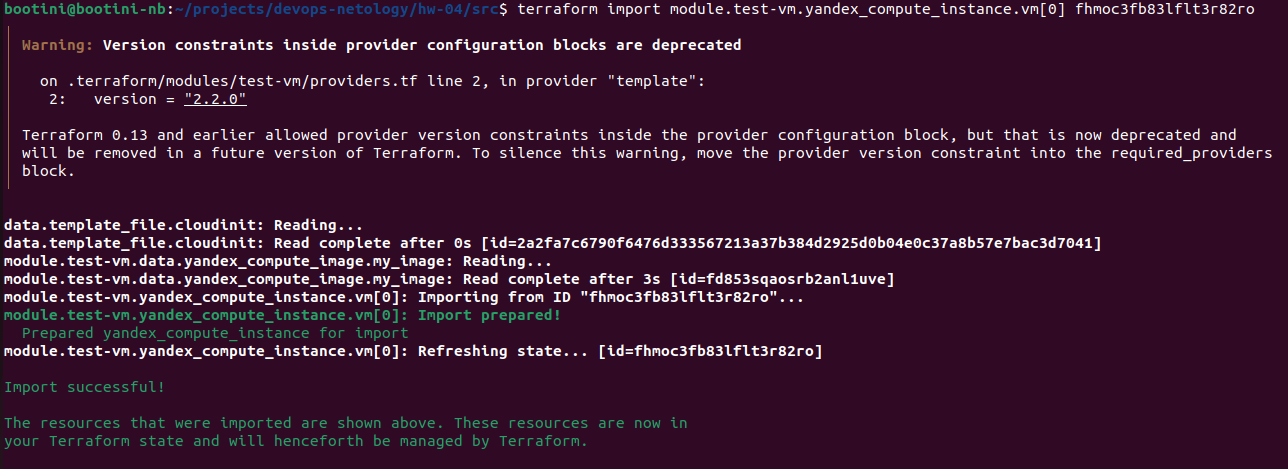 bootini@bootini-nb:~/projects/devops-netology/hw-04/src$ terraform import module.test-vm.yandex_compute_instance.vm[0] fhmoc3fb83lflt3r82ro
Warning: Version constraints inside provider configuration blocks are deprecated
on .terraform/modules/test-vm/providers.tf line 2, in provider "template":
2: version = "2.2.0"
Terraform 0.13 and earlier allowed provider version constraints inside the provider configuration block, but that is now deprecated and
will be removed in a future version of Terraform. To silence this warning, move the provider version constraint into the required_providers
block.
data.template_file.cloudinit: Reading...
data.template_file.cloudinit: Read complete after 0s [id=2a2fa7c6790f6476d333567213a37b384d2925d0b04e0c37a8b57e7bac3d7041]
module.test-vm.data.yandex_compute_image.my_image: Reading...
module.test-vm.data.yandex_compute_image.my_image: Read complete after 3s [id=fd853sqaosrb2anl1uve]
module.test-vm.yandex_compute_instance.vm[0]: Importing from ID "fhmoc3fb83lflt3r82ro"...
module.test-vm.yandex_compute_instance.vm[0]: Import prepared!
Prepared yandex_compute_instance for import
module.test-vm.yandex_compute_instance.vm[0]: Refreshing state... [id=fhmoc3fb83lflt3r82ro]
Import successful!
The resources that were imported are shown above. These resources are now in
your Terraform state and will henceforth be managed by Terraform.